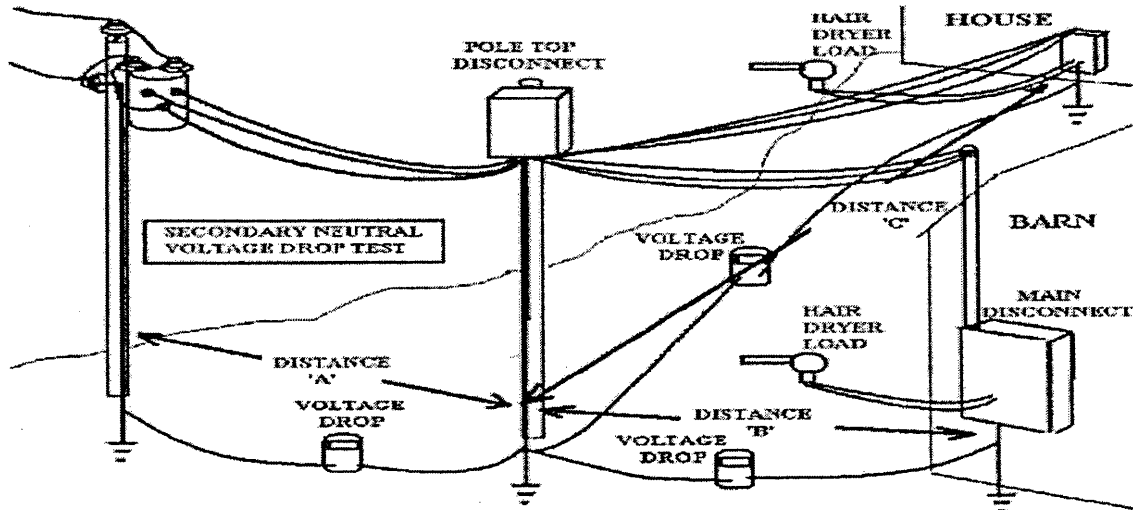 HAIR
DRYER
LOAD
HOUSE
POLE TOP
DISCONNECT
SECONDARY NEUTRAL
VOLTAGE DROP TEST
DISTANCE
'C'
VOLTAGE
DROP
BARN
MAIN
DISCONNECT
HAIR
DRYER
LOAD
DISTANCE
'A'
VOLTAGE
DROP
DISTANCE
'B'
VOLTAGE
DROP